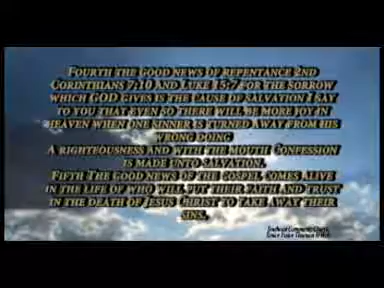 FOURTH THE GOOD NEWS OF REPENTANCE 2ND
CORINTHIANS 7:10 AND LUKE 15:7 FOR THE SORROW
WHICH GOD GIVES IS THE CAUSE OF SALVATION I SAY
TO YOU THAT EVEN SO THERE WILL BE MORE JOY IN
HEAVEN WHEN ONE SINNER IS TURNED AWAY FROM HIS
WRONG DOING
A RIGHTEOUSNESS AND WITH THE MOUTH CONFESSION
IS MADE UNTO SALVATION.
FIFTH THE GOOD NEWS OF THE GOSPEL COMES ALIVE
IN THE LIFE OF WHO WILL PUT THEIR FAITH AND TRUST
IN THE DEATH OF JESUS CHRIST TO TAKE AWAY THEIR
SINS.
Community Church
Pastor